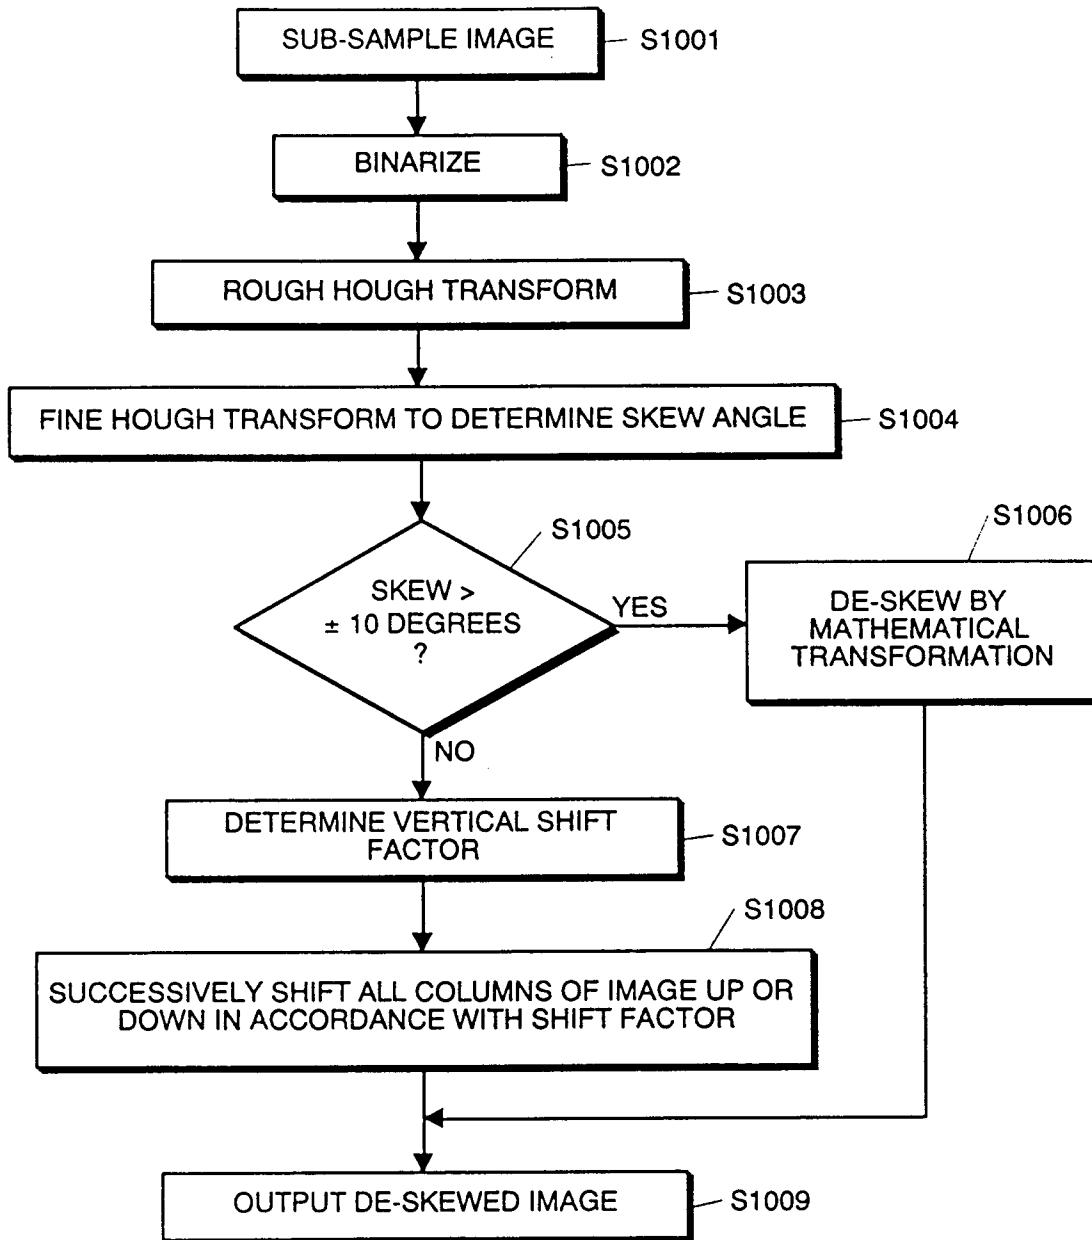 SUB-SAMPLE IMAGE
S1001
BINARIZE
S1002
ROUGH HOUGH TRANSFORM
S1003
FINE HOUGH TRANSFORM TO DETERMINE SKEW ANGLE
S1004
S1005
SKEW >
± 10 DEGREES
?
YES
NO
S1006
DE-SKEW BY
MATHEMATICAL
TRANSFORMATION
DETERMINE VERTICAL SHIFT
FACTOR
S1007
S1008
SUCCESSIVELY SHIFT ALL COLUMNS OF IMAGE UP OR
DOWN IN ACCORDANCE WITH SHIFT FACTOR
OUTPUT DE-SKEWED IMAGE
S1009